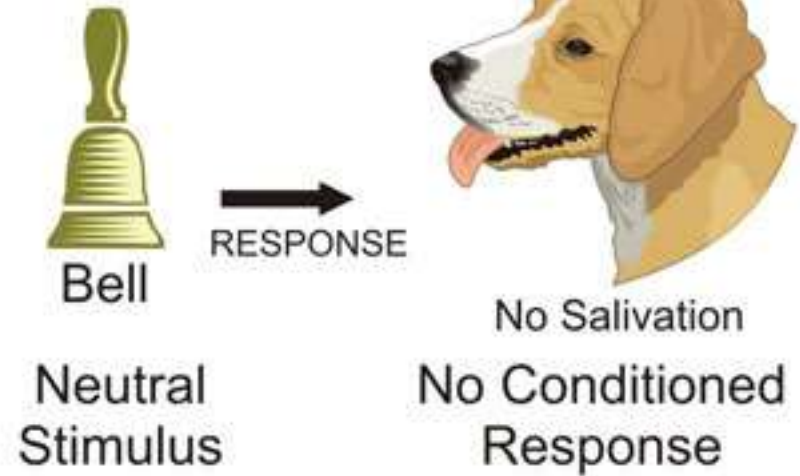 RESPONSE
Bell
No Salivation
Neutral
Stimulus
No Conditioned
Response